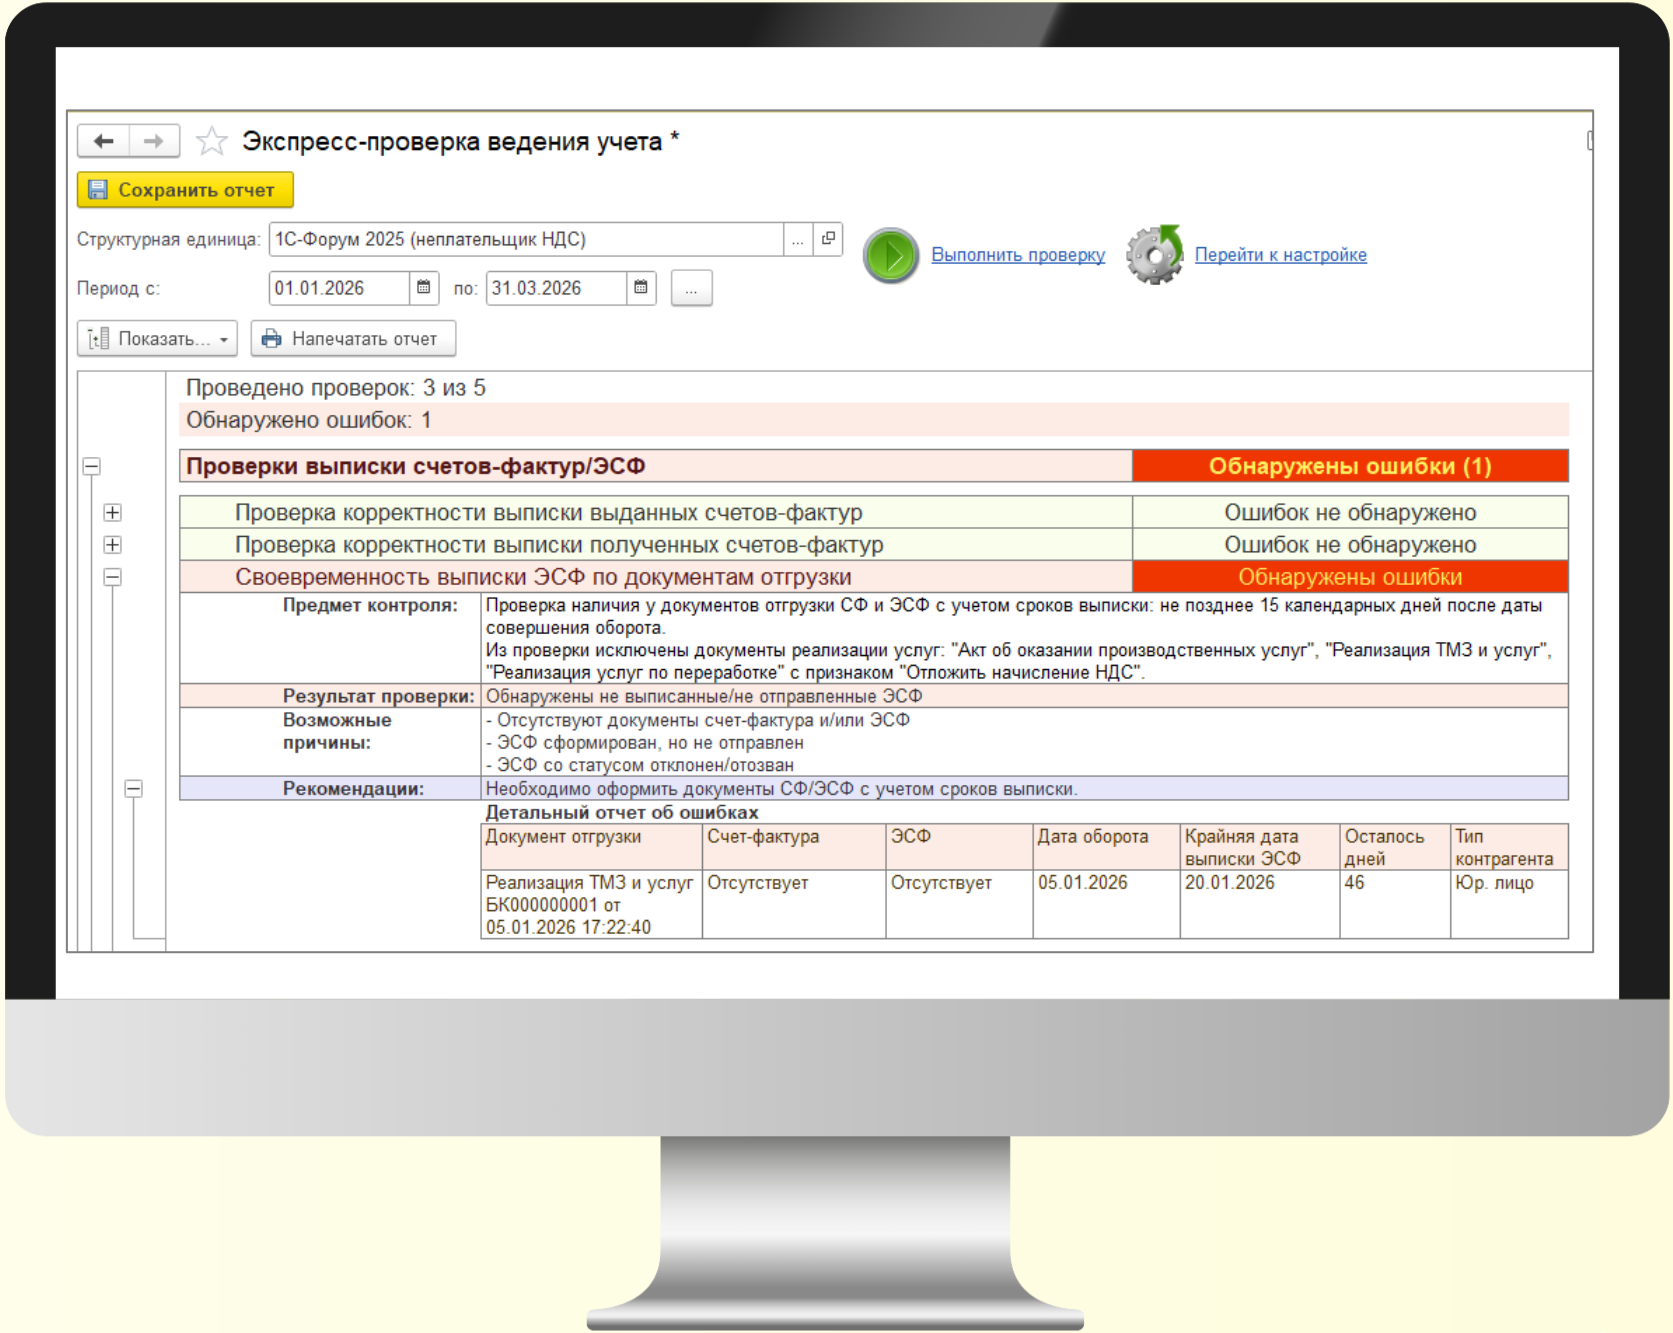 Экспресс-проверка ведения учета *
Сохранить отчет
Структурная единица: 1С-Форум 2025 (неплательщик НДС) ...
Выполнить проверку
Перейти к настройке
Период с: 01.01.2026 по: 31.03.2026 ...
Показать... Напечатать отчет
Проведено проверок: 3 из 5
Обнаружено ошибок: 1
Проверки выписки счетов-фактур/ЭСФ Обнаружены ошибки (1)
Проверка корректности выписки выданных счетов-фактур Ошибок не обнаружено
Проверка корректности выписки полученных счетов-фактур Ошибок не обнаружено
Своевременность выписки ЭСФ по документам отгрузки Обнаружены ошибки
Предмет контроля: Проверка наличия у документов отгрузки СФ и ЭСФ с учетом сроков выписки: не позднее 15 календарных дней после даты
совершения оборота.
Из проверки исключены документы реализации услуг: "Акт об оказании производственных услуг", "Реализация ТМЗ и услуг",
"Реализация услуг по переработке" с признаком "Отложить начисление НДС".
Результат проверки: Обнаружены не выписанные/не отправленные ЭСФ
Возможные причины:
- Отсутствуют документы счет-фактура и/или ЭСФ
- ЭСФ сформирован, но не отправлен
- ЭСФ со статусом отклонен/отозван
Рекомендации: Необходимо оформить документы СФ/ЭСФ с учетом сроков выписки.
Детальный отчет об ошибках
Документ отгрузки Счет-фактура ЭСФ Дата оборота Крайняя дата выписки ЭСФ Осталось дней Тип контрагента
Реализация ТМЗ и услуг БК000000001 от 05.01.2026 17:22:40 Отсутствует Отсутствует 05.01.2026 20.01.2026 46 Юр. лицо